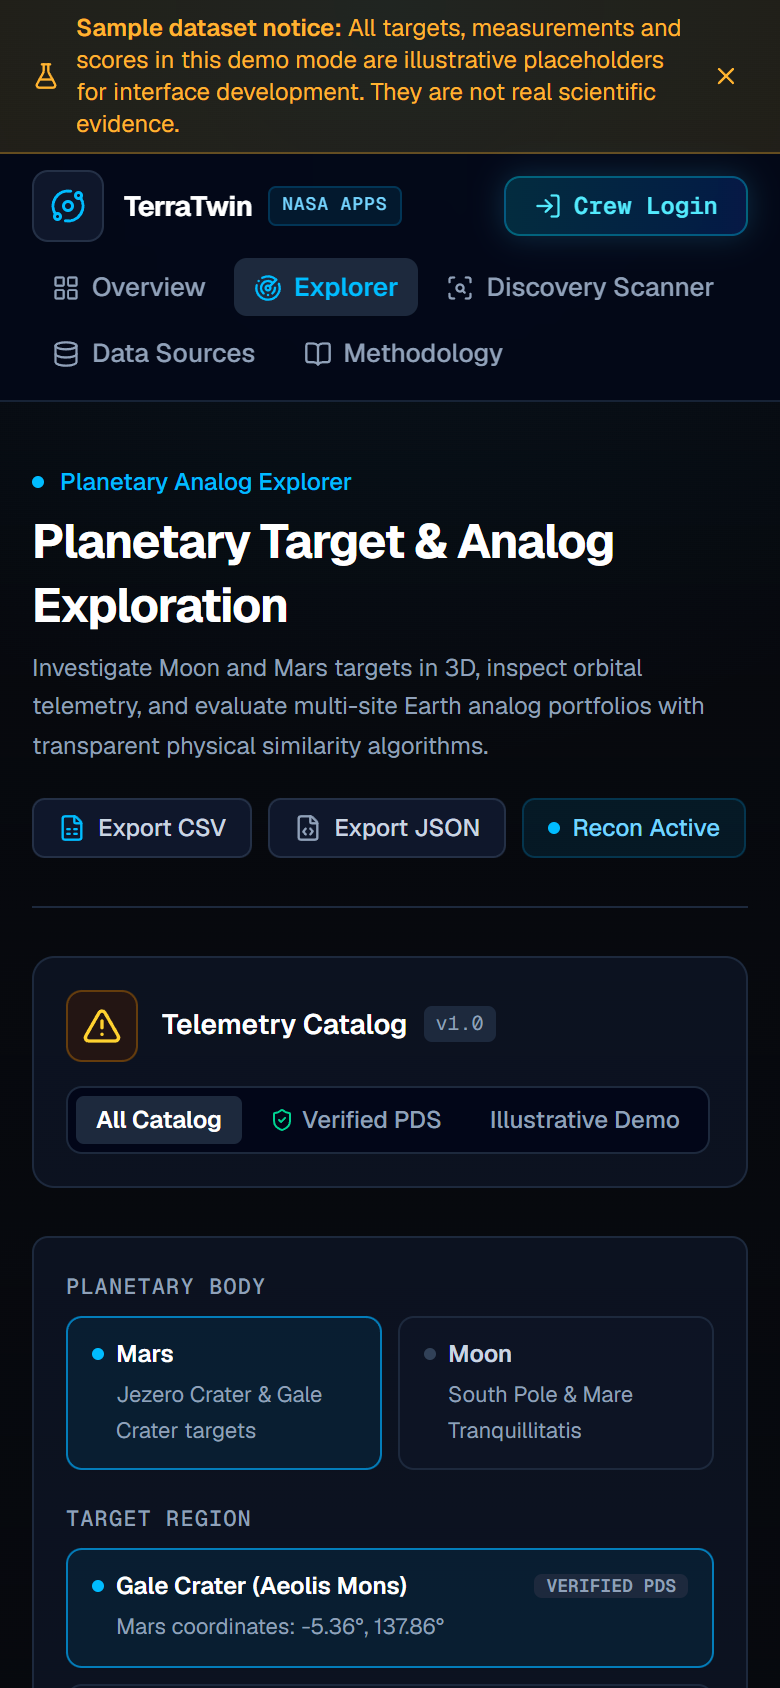 Sample dataset notice: All targets, measurements and
scores in this demo mode are illustrative placeholders
for interface development. They are not real scientific
evidence.
TerraTwin
NASA APPS
Crew Login
Overview
Explorer
Discovery Scanner
Data Sources
Methodology
Planetary Analog Explorer
Planetary Target & Analog
Exploration
Investigate Moon and Mars targets in 3D, inspect orbital
telemetry, and evaluate multi-site Earth analog portfolios with
transparent physical similarity algorithms.
Export CSV
Export JSON
Recon Active
Telemetry Catalog
v1.0
All Catalog
Verified PDS
Illustrative Demo
PLANETARY BODY
Mars
Jezero Crater & Gale
Crater targets
Moon
South Pole & Mare
Tranquillitatis
TARGET REGION
Gale Crater (Aeolis Mons)
VERIFIED PDS
Mars coordinates: -5.36°, 137.86°